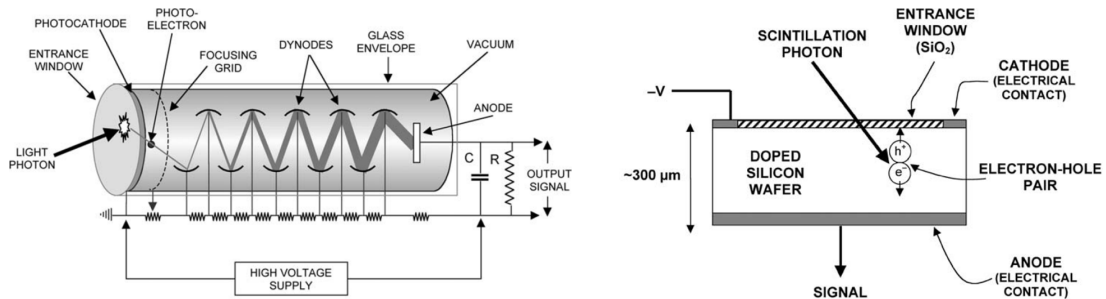 PHOTO-
ELECTRON
PHOTOCATHODE
ENTRANCE
WINDOW
FOCUSING
GRID
DYNODES
GLASS
ENVELOPE
VACUUM
ANODE
LIGHT
PHOTON
C
R
OUTPUT
SIGNAL
HIGH VOLTAGE
SUPPLY
SCINTILLATION
PHOTON
ENTRANCE
WINDOW
(SiO₂)
CATHODE
(ELECTRICAL
CONTACT)
–V
~300 µm
DOPED
SILICON
WAFER
h⁺
e⁻
ELECTRON-HOLE
PAIR
ANODE
(ELECTRICAL
CONTACT)
SIGNAL